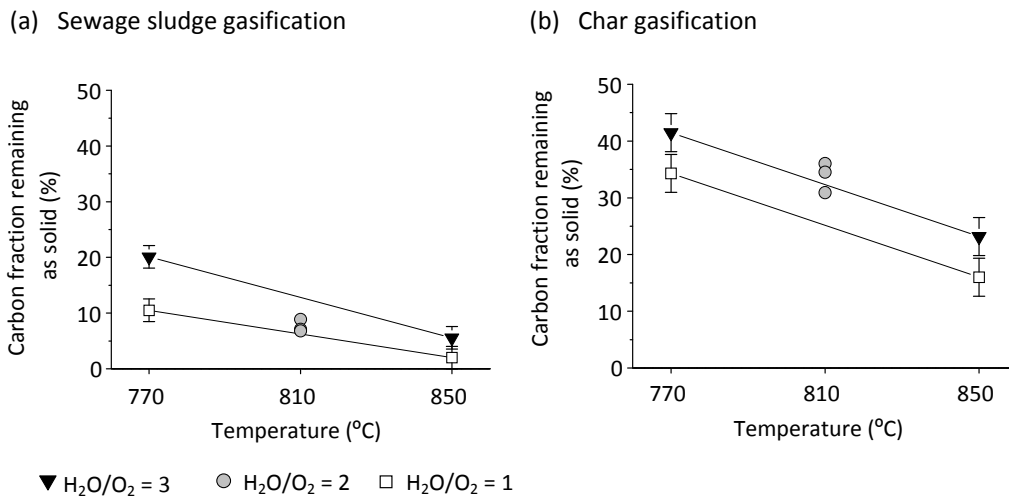 (a) Sewage sludge gasification
Carbon fraction remaining
as solid (%)
50
40
30
20
10
0
770
810
850
Temperature (ºC)
(b) Char gasification
Carbon fraction remaining
as solid (%)
50
40
30
20
10
0
770
810
850
Temperature (ºC)
H₂O/O₂ = 3
H₂O/O₂ = 2
H₂O/O₂ = 1